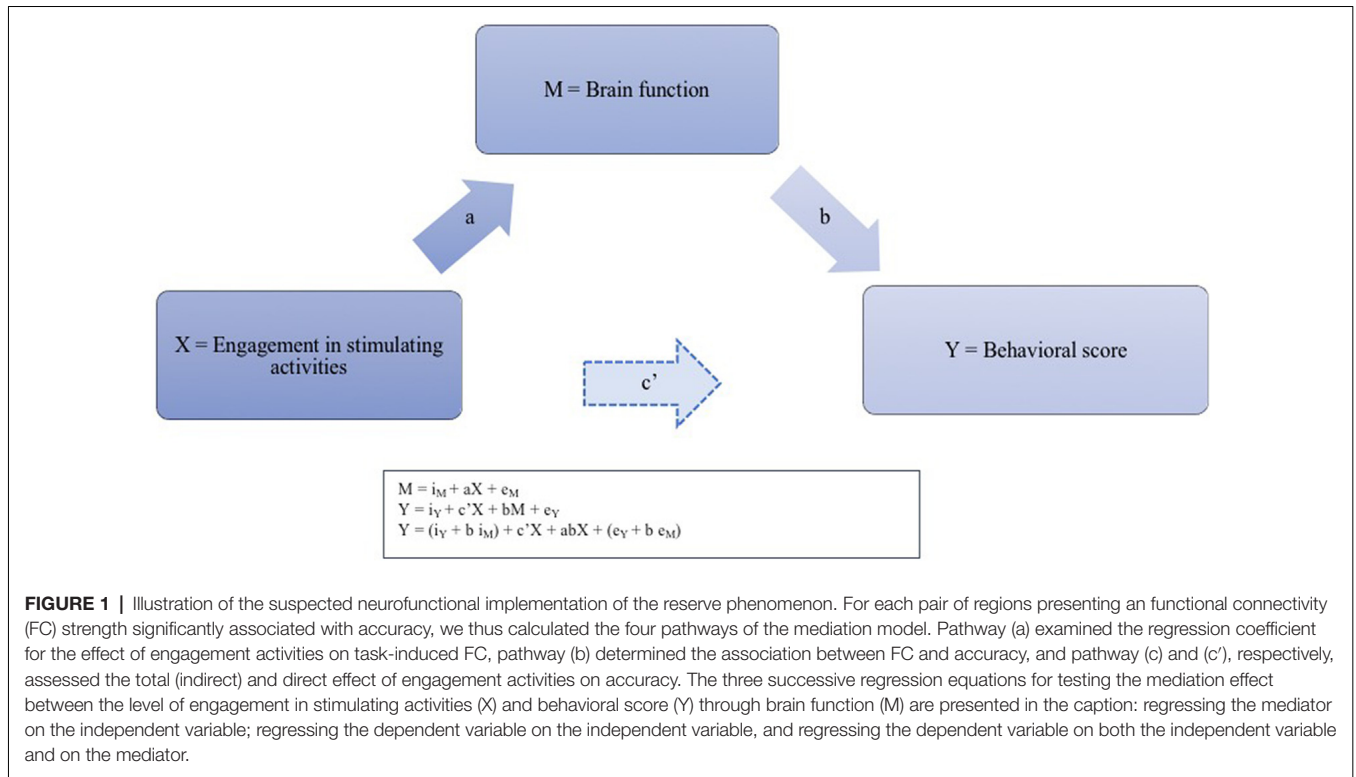 M = Brain function
a
b
X = Engagement in stimulating
activities
Y = Behavioral score
c’
M = iM + aX + eM
Y = iY + c’X + bM + eY
Y = (iY + b iM) + c’X + abX + (eY + b eM)
FIGURE 1 | Illustration of the suspected neurofunctional implementation of the reserve phenomenon. For each pair of regions presenting an functional connectivity
(FC) strength significantly associated with accuracy, we thus calculated the four pathways of the mediation model. Pathway (a) examined the regression coefficient
for the effect of engagement activities on task-induced FC, pathway (b) determined the association between FC and accuracy, and pathway (c) and (c′), respectively,
assessed the total (indirect) and direct effect of engagement activities on accuracy. The three successive regression equations for testing the mediation effect
between the level of engagement in stimulating activities (X) and behavioral score (Y) through brain function (M) are presented in the caption: regressing the mediator
on the independent variable; regressing the dependent variable on the independent variable, and regressing the dependent variable on both the independent variable
and on the mediator.